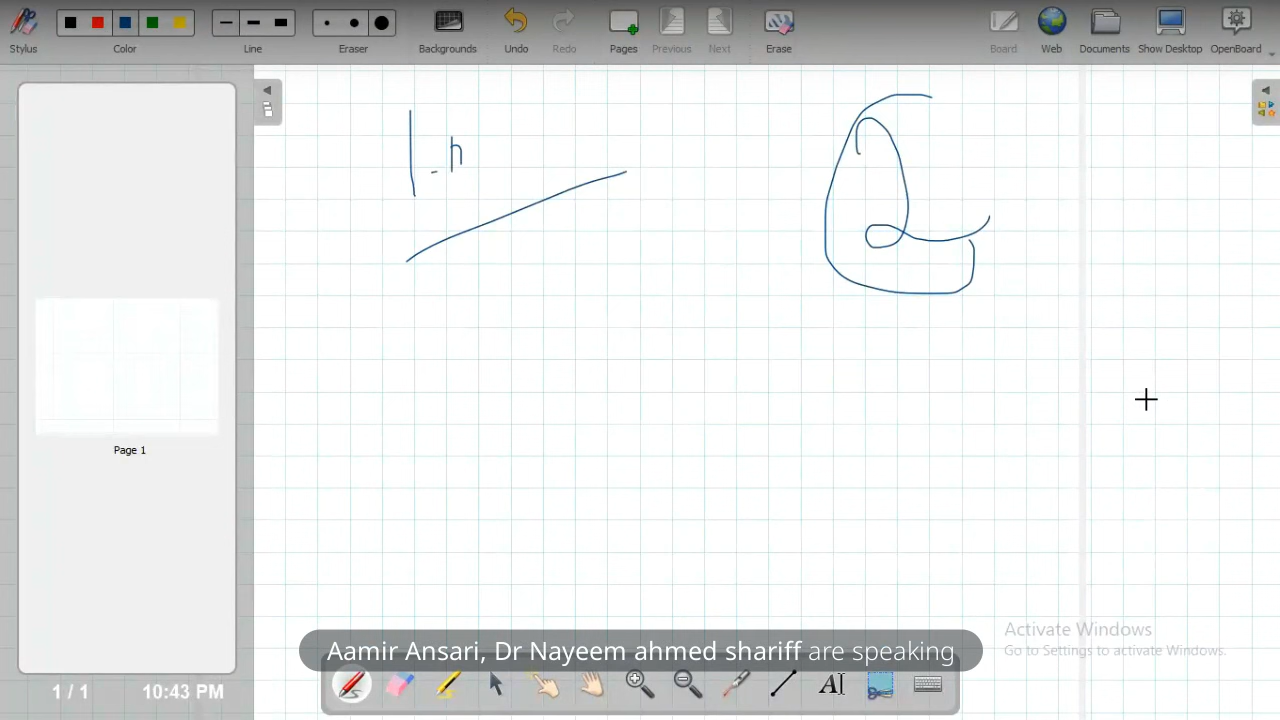 Stylus Color Line Eraser Backgrounds Undo Redo Pages Previous Next Erase Board Web Documents Show Desktop OpenBoard
Page 1
Activate Windows
Aamir Ansari, Dr Nayeem ahmed shariff are speaking
Go to Settings to activate Windows.
1 / 1 10:43 PM